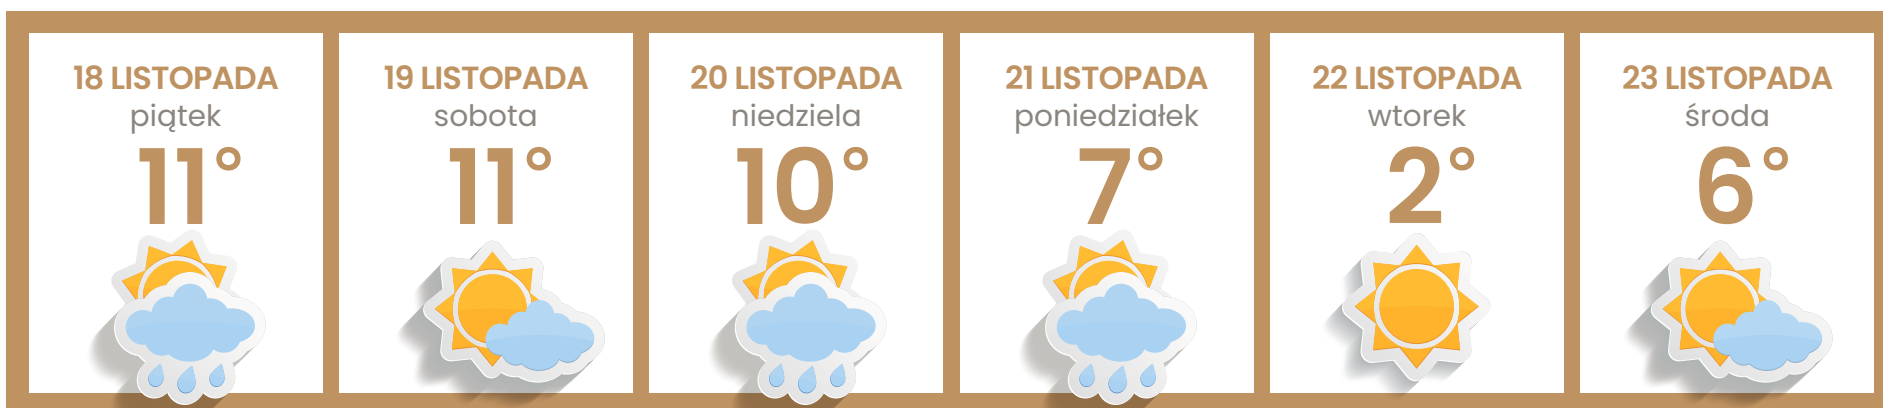 18 LISTOPADA
piątek
11°
19 LISTOPADA
sobota
11°
20 LISTOPADA
niedziela
10°
21 LISTOPADA
poniedziałek
7°
22 LISTOPADA
wtorek
2°
23 LISTOPADA
środa
6°